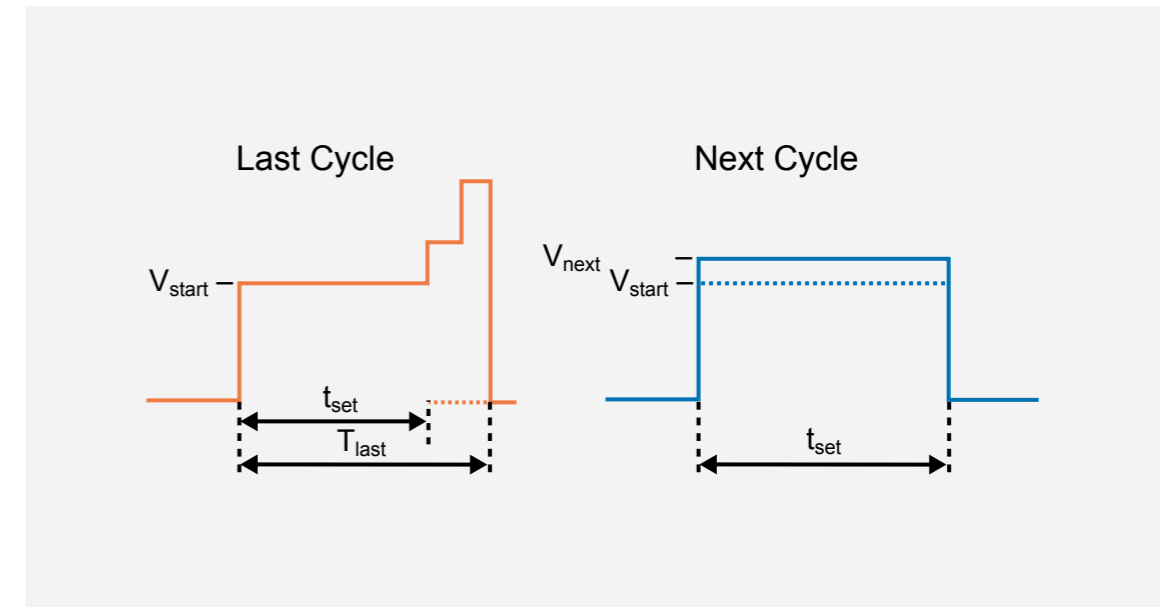 Last Cycle
Vstart
tset
Tlast
Next Cycle
Vnext
Vstart
tset